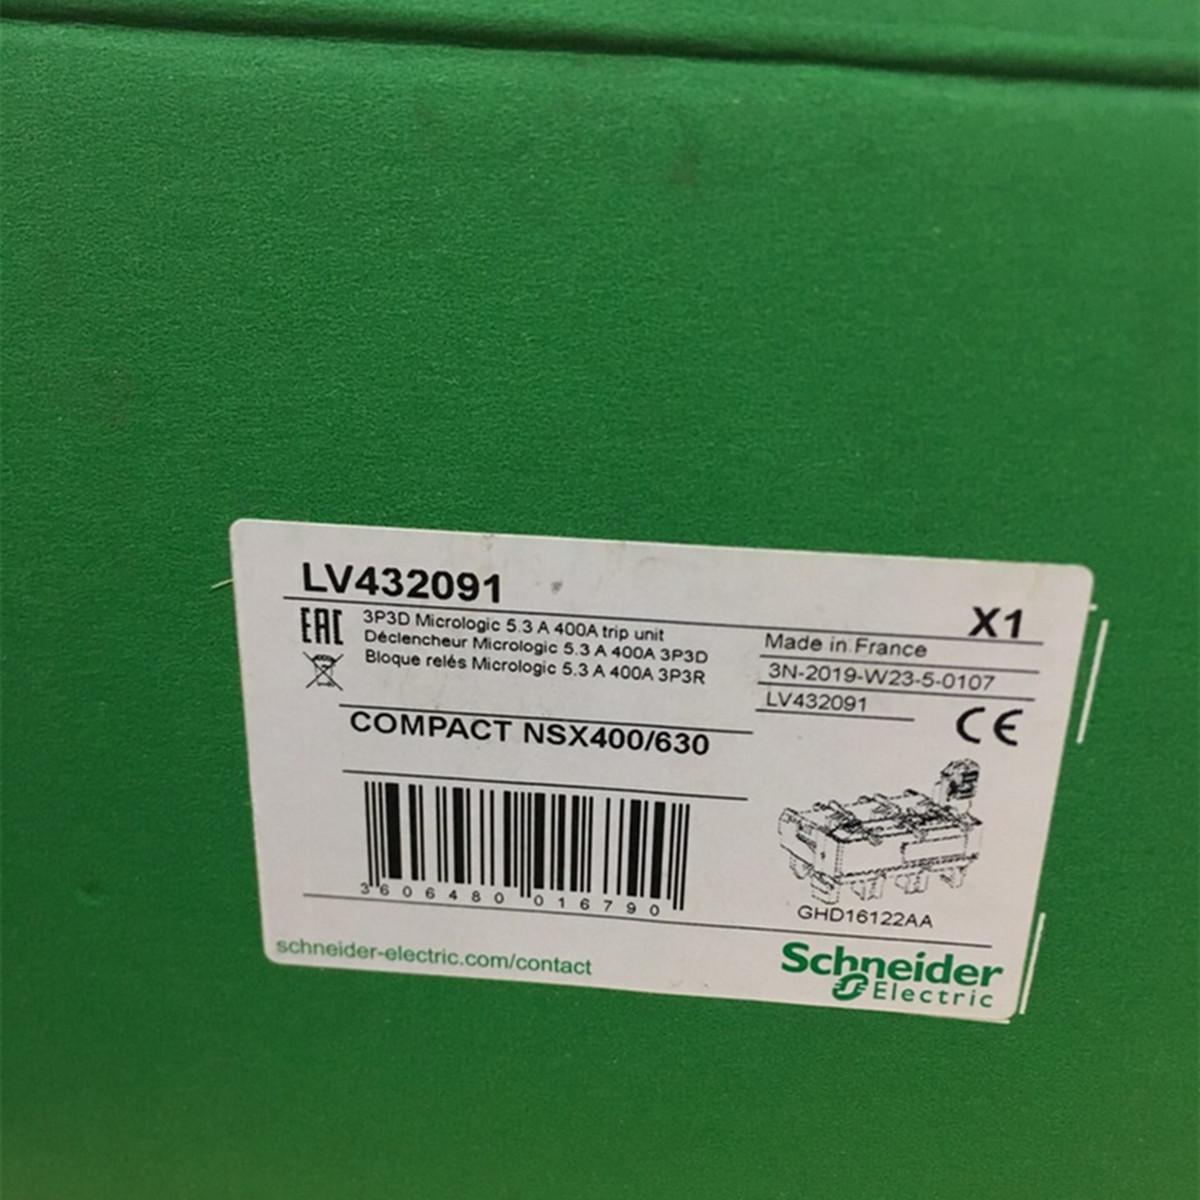 LV432091
X1
EAC
3P3D Micrologic 5.3 A 400A trip unit
Déclencheur Micrologic 5.3 A 400A 3P3D
Bloque relés Micrologic 5.3 A 400A 3P3R
Made in France
3N-2019-W23-5-0107
LV432091
CE
COMPACT NSX400/630
3606480 016790
GHD16122AA
schneider-electric.com/contact
Schneider
Electric